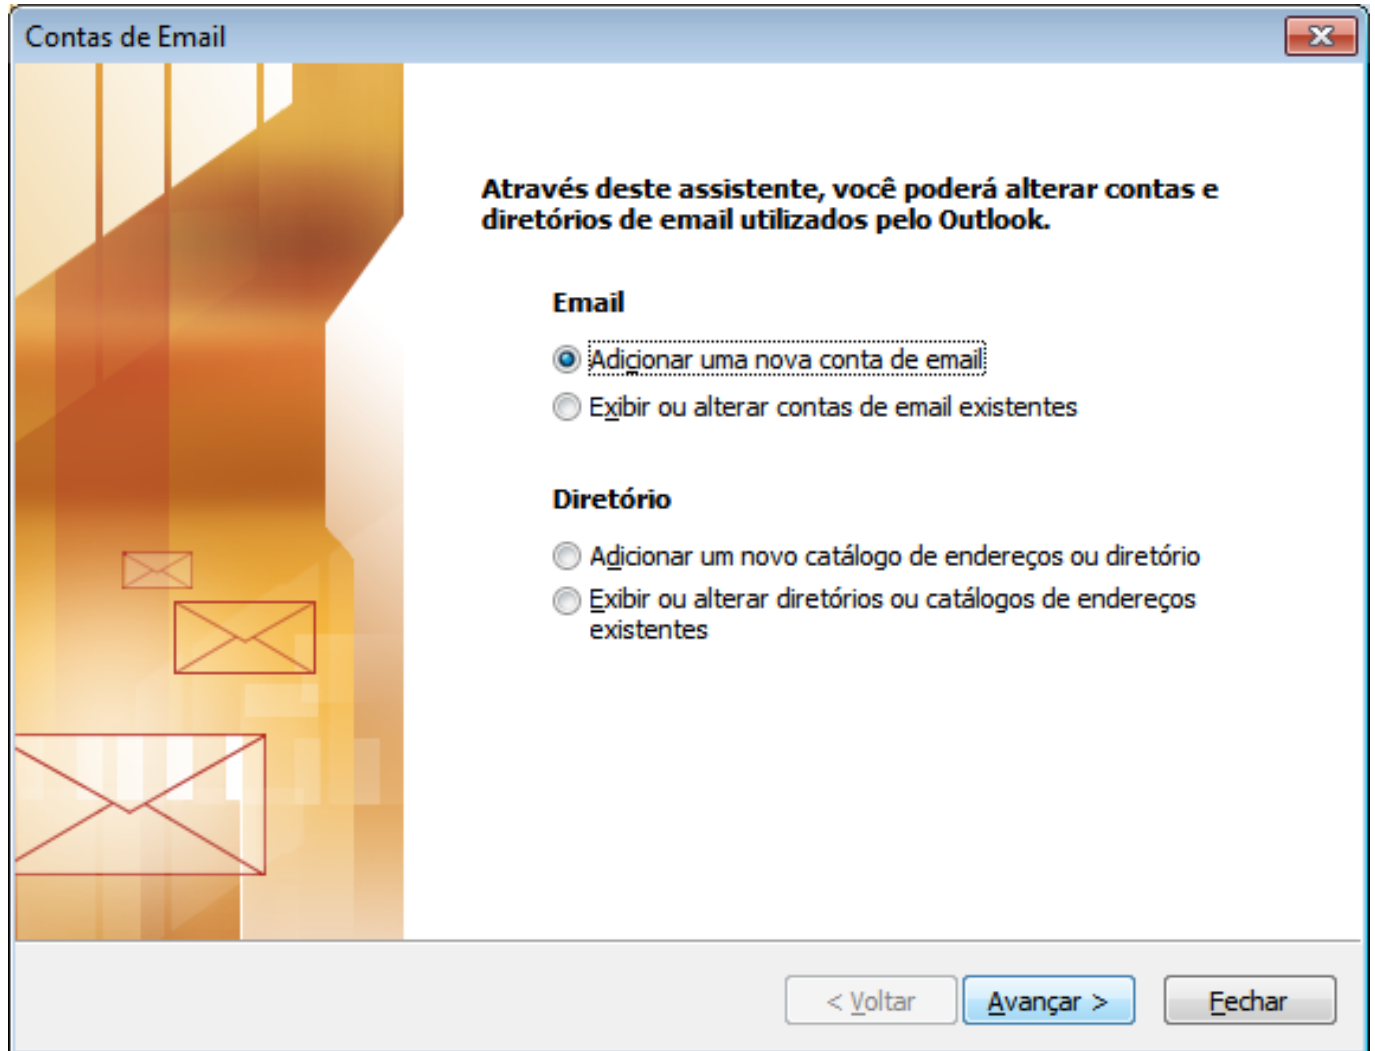 Contas de Email
Através deste assistente, você poderá alterar contas e
diretórios de email utilizados pelo Outlook.
Email
Adicionar uma nova conta de email
Exibir ou alterar contas de email existentes
Diretório
Adicionar um novo catálogo de endereços ou diretório
Exibir ou alterar diretórios ou catálogos de endereços
existentes
< Voltar
Avançar >
Fechar